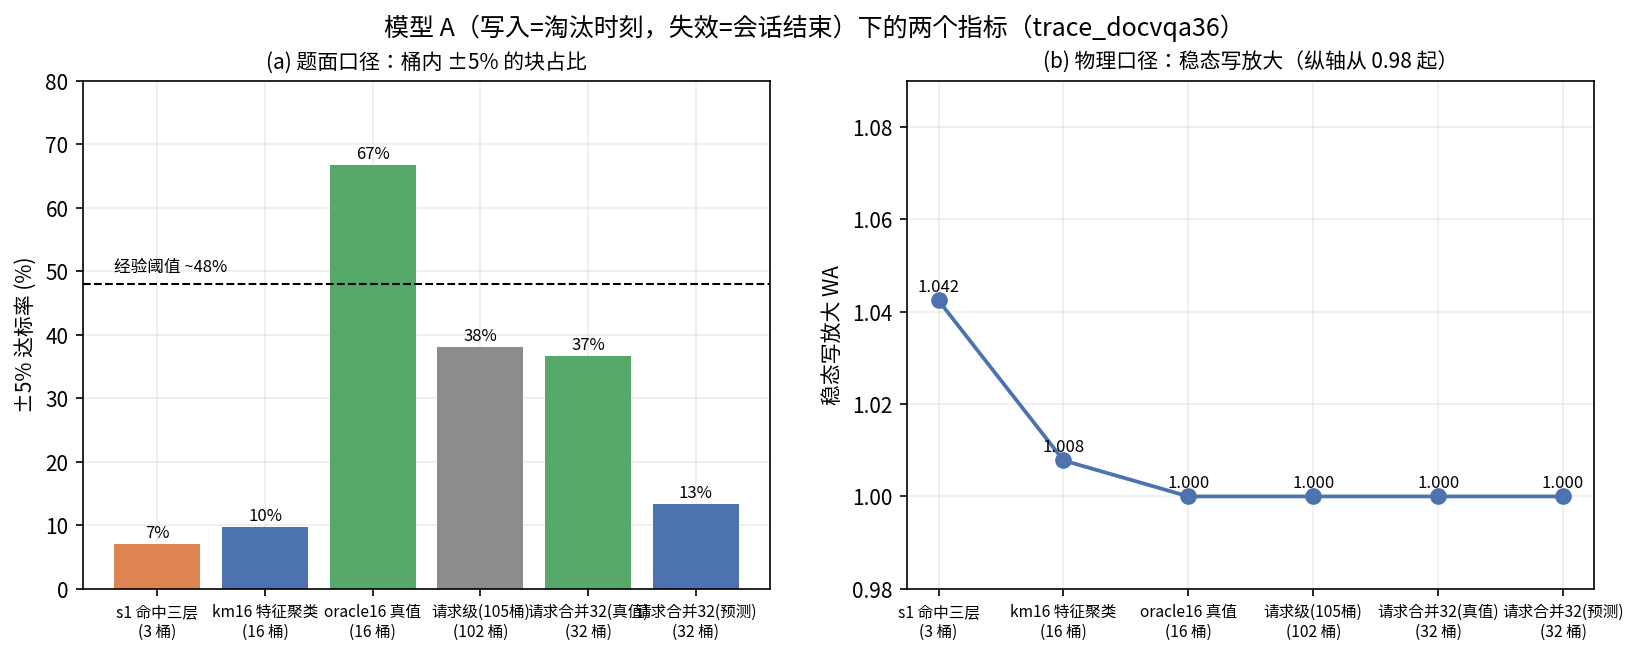 模型 A（写入=淘汰时刻，失效=会话结束）下的两个指标（trace_docvqa36）
(a) 题面口径：桶内 ±5% 的块占比
±5% 达标率 (%)
80
70
60
50
40
30
20
10
0
经验阈值 ~48%
7%
10%
67%
38%
37%
13%
s1 命中三层
(3 桶)
km16 特征聚类
(16 桶)
oracle16 真值
(16 桶)
请求级(105桶)
(102 桶)
请求合并32(真值)
(32 桶)
请求合并32(预测)
(32 桶)
(b) 物理口径：稳态写放大（纵轴从 0.98 起）
稳态写放大 WA
1.08
1.06
1.04
1.02
1.00
0.98
1.042
1.008
1.000
1.000
1.000
1.000
s1 命中三层
(3 桶)
km16 特征聚类
(16 桶)
oracle16 真值
(16 桶)
请求级(105桶)
(102 桶)
请求合并32(真值)
(32 桶)
请求合并32(预测)
(32 桶)